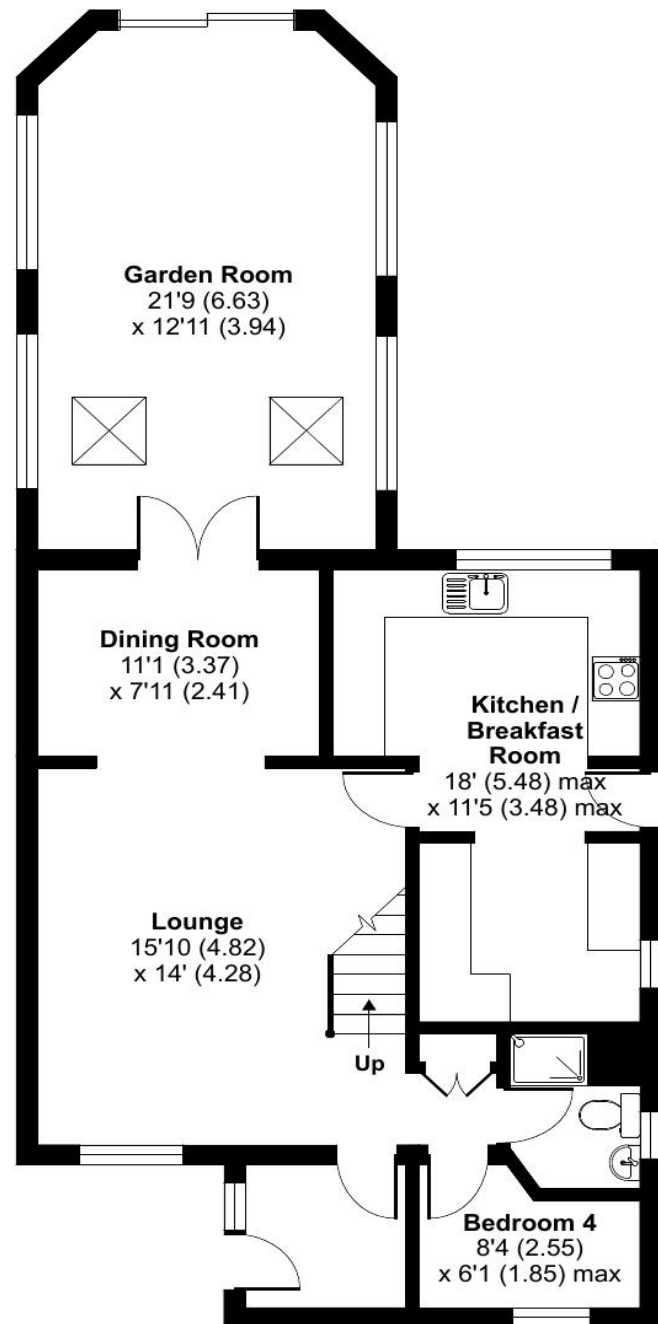 Garden Room
21'9 (6.63)
x 12'11 (3.94)
Dining Room
11'1 (3.37)
x 7'11 (2.41)
Kitchen /
Breakfast
Room
18' (5.48) max
x 11'5 (3.48) max
Lounge
15'10 (4.82)
x 14' (4.28)
Up
Bedroom 4
8'4 (2.55)
x 6'1 (1.85) max